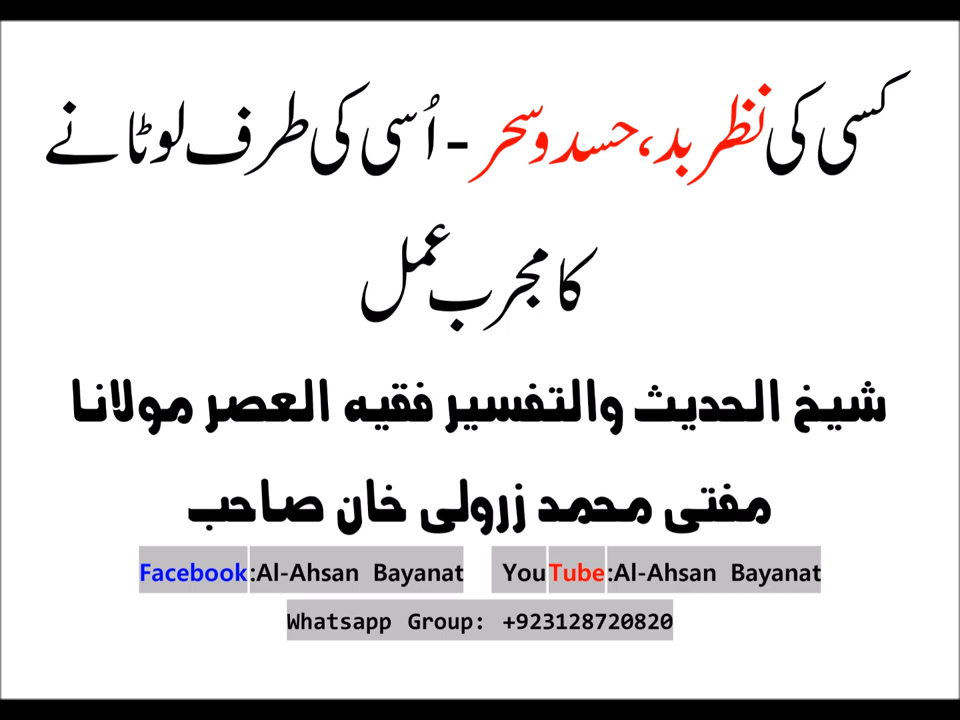 کسی کی نظر بد، حسد و سحر - اُسی کی طرف لوٹانے
کا مجرب عمل
شیخ الحدیث والتفسیر فقیہ العصر مولانا
مفتی محمد زرولی خان صاحب
Facebook:Al-Ahsan Bayanat YouTube:Al-Ahsan Bayanat
Whatsapp Group: +923128720820